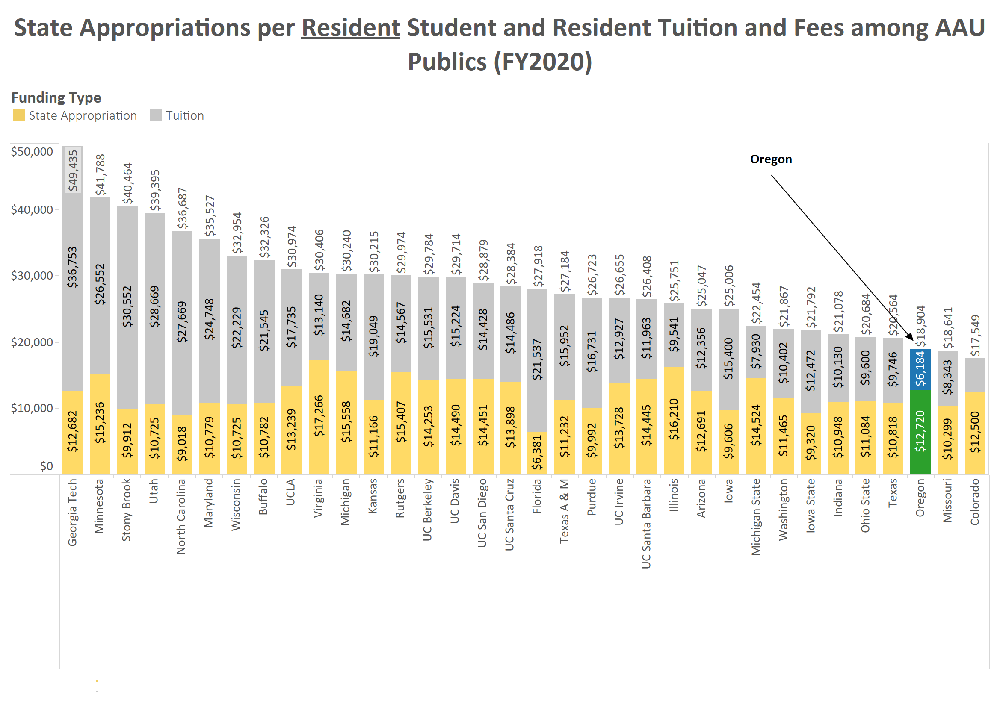 State Appropriations per Resident Student and Resident Tuition and Fees among AAU
Publics (FY2020)
Funding Type
State Appropriation
Tuition
$50,000
$40,000
$30,000
$20,000
$10,000
$0
Oregon
$49,435
$41,788
$40,464
$39,395
$36,687
$35,527
$32,954
$32,326
$30,974
$30,406
$30,240
$30,215
$29,974
$29,784
$29,714
$28,879
$28,384
$27,918
$27,184
$26,723
$26,655
$26,408
$25,751
$25,047
$25,006
$22,454
$21,867
$21,792
$21,078
$20,684
$20,564
$18,904
$18,641
$17,549
$36,753
$26,552
$30,552
$28,669
$27,669
$24,748
$22,229
$21,545
$17,735
$13,140
$14,682
$19,049
$14,567
$15,531
$15,224
$14,428
$14,486
$21,537
$15,952
$16,731
$12,927
$11,963
$9,541
$12,356
$15,400
$7,930
$10,402
$12,472
$10,130
$9,600
$9,746
$6,184
$8,343
$12,682
$15,236
$9,912
$10,725
$9,018
$10,779
$10,725
$10,782
$13,239
$17,266
$15,558
$11,166
$15,407
$14,253
$14,490
$14,451
$13,898
$6,381
$11,232
$9,992
$13,728
$14,445
$16,210
$12,691
$9,606
$14,524
$11,465
$9,320
$10,948
$11,084
$10,818
$12,720
$10,299
$12,500
Georgia Tech
Minnesota
Stony Brook
Utah
North Carolina
Maryland
Wisconsin
Buffalo
UCLA
Virginia
Michigan
Kansas
Rutgers
UC Berkeley
UC Davis
UC San Diego
UC Santa Cruz
Florida
Texas A & M
Purdue
UC Irvine
UC Santa Barbara
Illinois
Arizona
Iowa
Michigan State
Washington
Iowa State
Indiana
Ohio State
Texas
Oregon
Missouri
Colorado